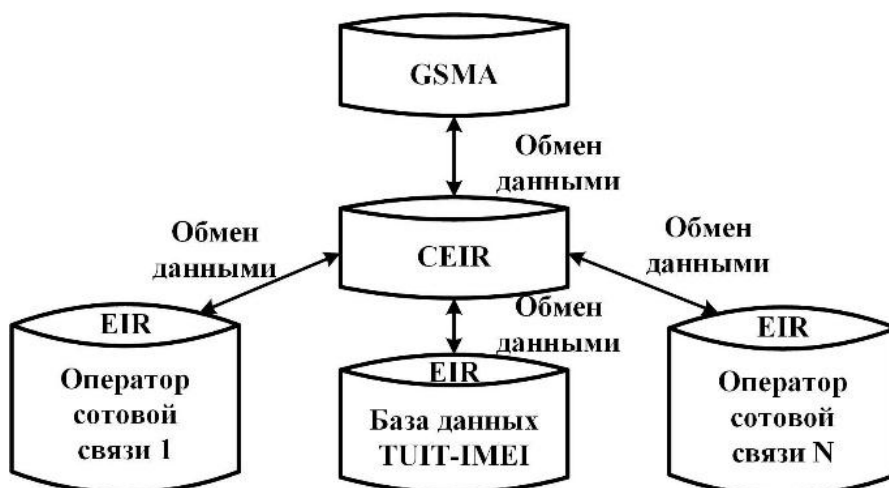 GSMA
Обмен
данными
Обмен
данными
CEIR
Обмен
данными
EIR
Оператор
сотовой
связи 1
Обмен
данными
EIR
База данных
TUIT-IMEI
EIR
Оператор
сотовой
связи N